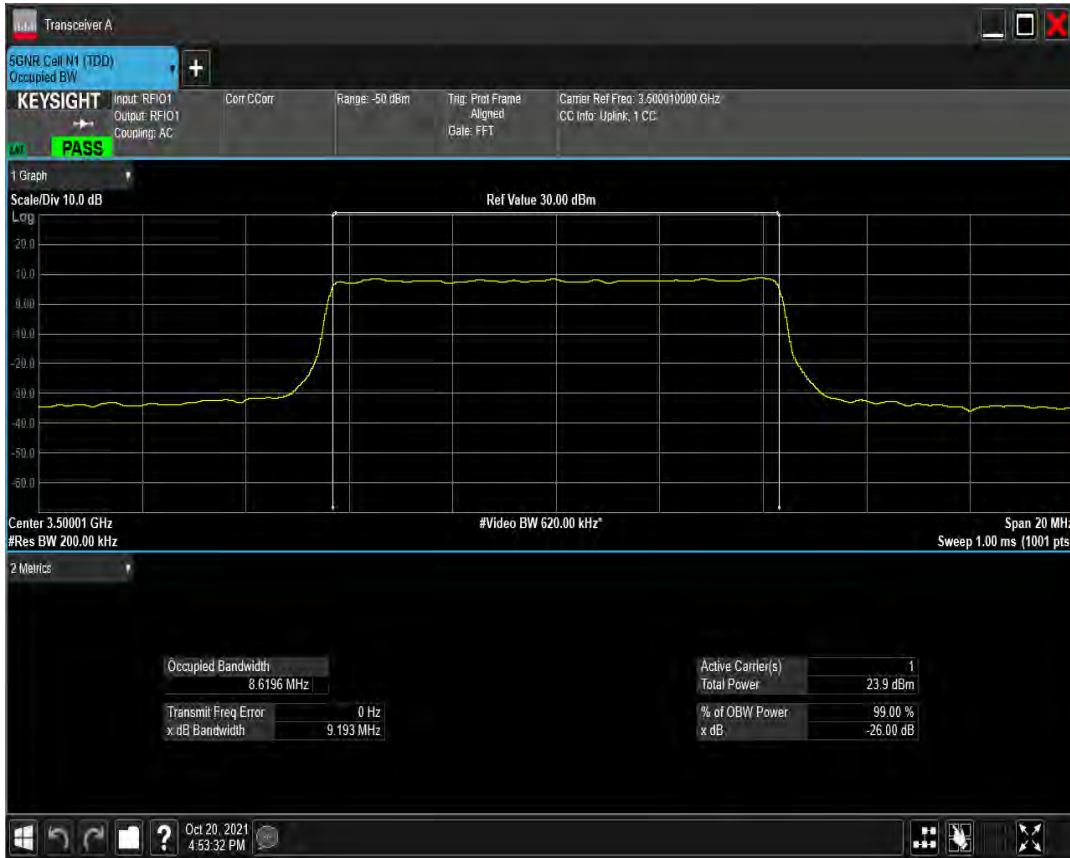 Transceiver A
5GNR Cell N1 (TDD)
Occupied BW
+
KEYSIGHT
Input: RFIO1
Output: RFIO1
Coupling: AC
PASS
Corr CCorr
Range: -50 dBm
Trig: Prot Frame
Aligned
Gate: FFT
Carrier Ref Freq: 3.500010000 GHz
CC Info: Uplink, 1 CC
1 Graph
Scale/Div 10.0 dB
Ref Value 30.00 dBm
Log
20.0
10.0
0.00
-10.0
-20.0
-30.0
-40.0
-50.0
-60.0
Center 3.50001 GHz
#Video BW 620.00 kHz*
Span 20 MHz
#Res BW 200.00 kHz
Sweep 1.00 ms (1001 pts
2 Metrics
Occupied Bandwidth
8.6196 MHz
Transmit Freq Error 0 Hz
x dB Bandwidth 9.193 MHz
Active Carrier(s) 1
Total Power 23.9 dBm
% of OBW Power 99.00 %
x dB -26.00 dB
?
Oct 20, 2021
4:53:32 PM